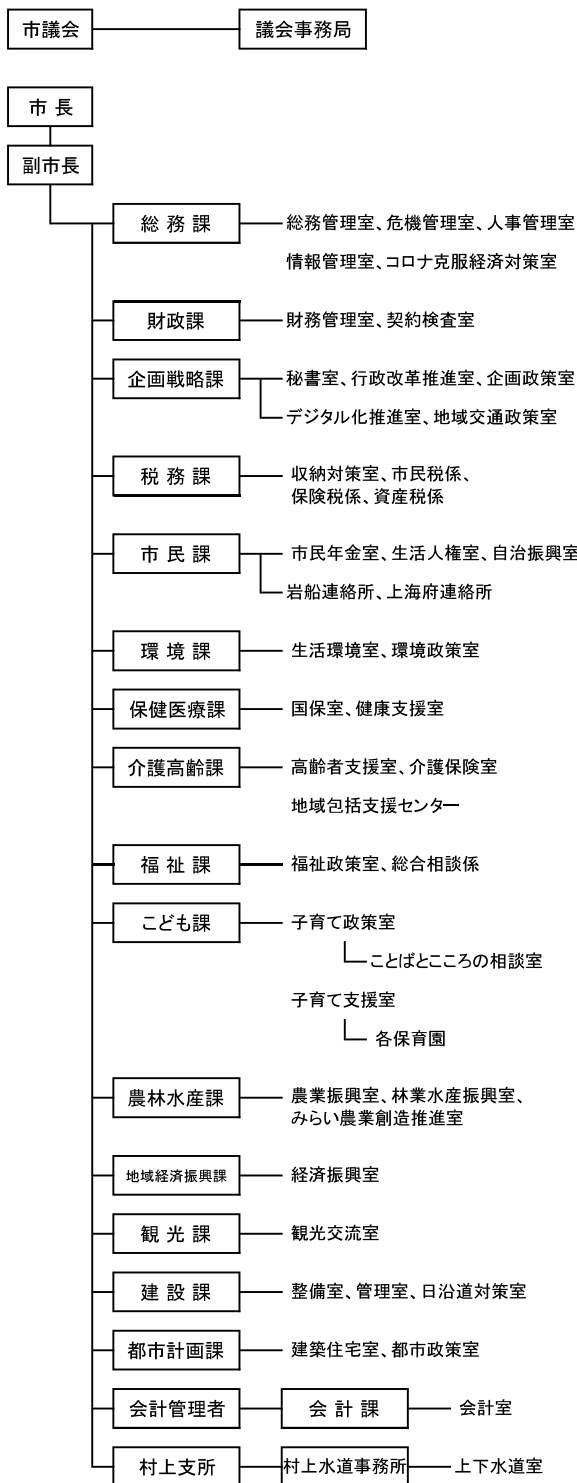 市議会 議会事務局
市 長
副市長
総 務 課 総務管理室、危機管理室、人事管理室
情報管理室、コロナ克服経済対策室
財政課 財務管理室、契約検査室
企画戦略課 秘書室、行政改革推進室、企画政策室
デジタル化推進室、地域交通政策室
税 務 課 収納対策室、市民税係、
保険税係、資産税係
市 民 課 市民年金室、生活人権室、自治振興室
岩船連絡所、上海府連絡所
環 境 課 生活環境室、環境政策室
保健医療課 国保室、健康支援室
介護高齢課 高齢者支援室、介護保険室
地域包括支援センター
福 祉 課 福祉政策室、総合相談係
こども課 子育て政策室
ことばとこころの相談室
子育て支援室
各保育園
農林水産課 農業振興室、林業水産振興室、
みらい農業創造推進室
地域経済振興課 経済振興室
観 光 課 観光交流室
建 設 課 整備室、管理室、日沿道対策室
都市計画課 建築住宅室、都市政策室
会計管理者 会 計 課 会計室
村上支所 村上水道事務所 上下水道室